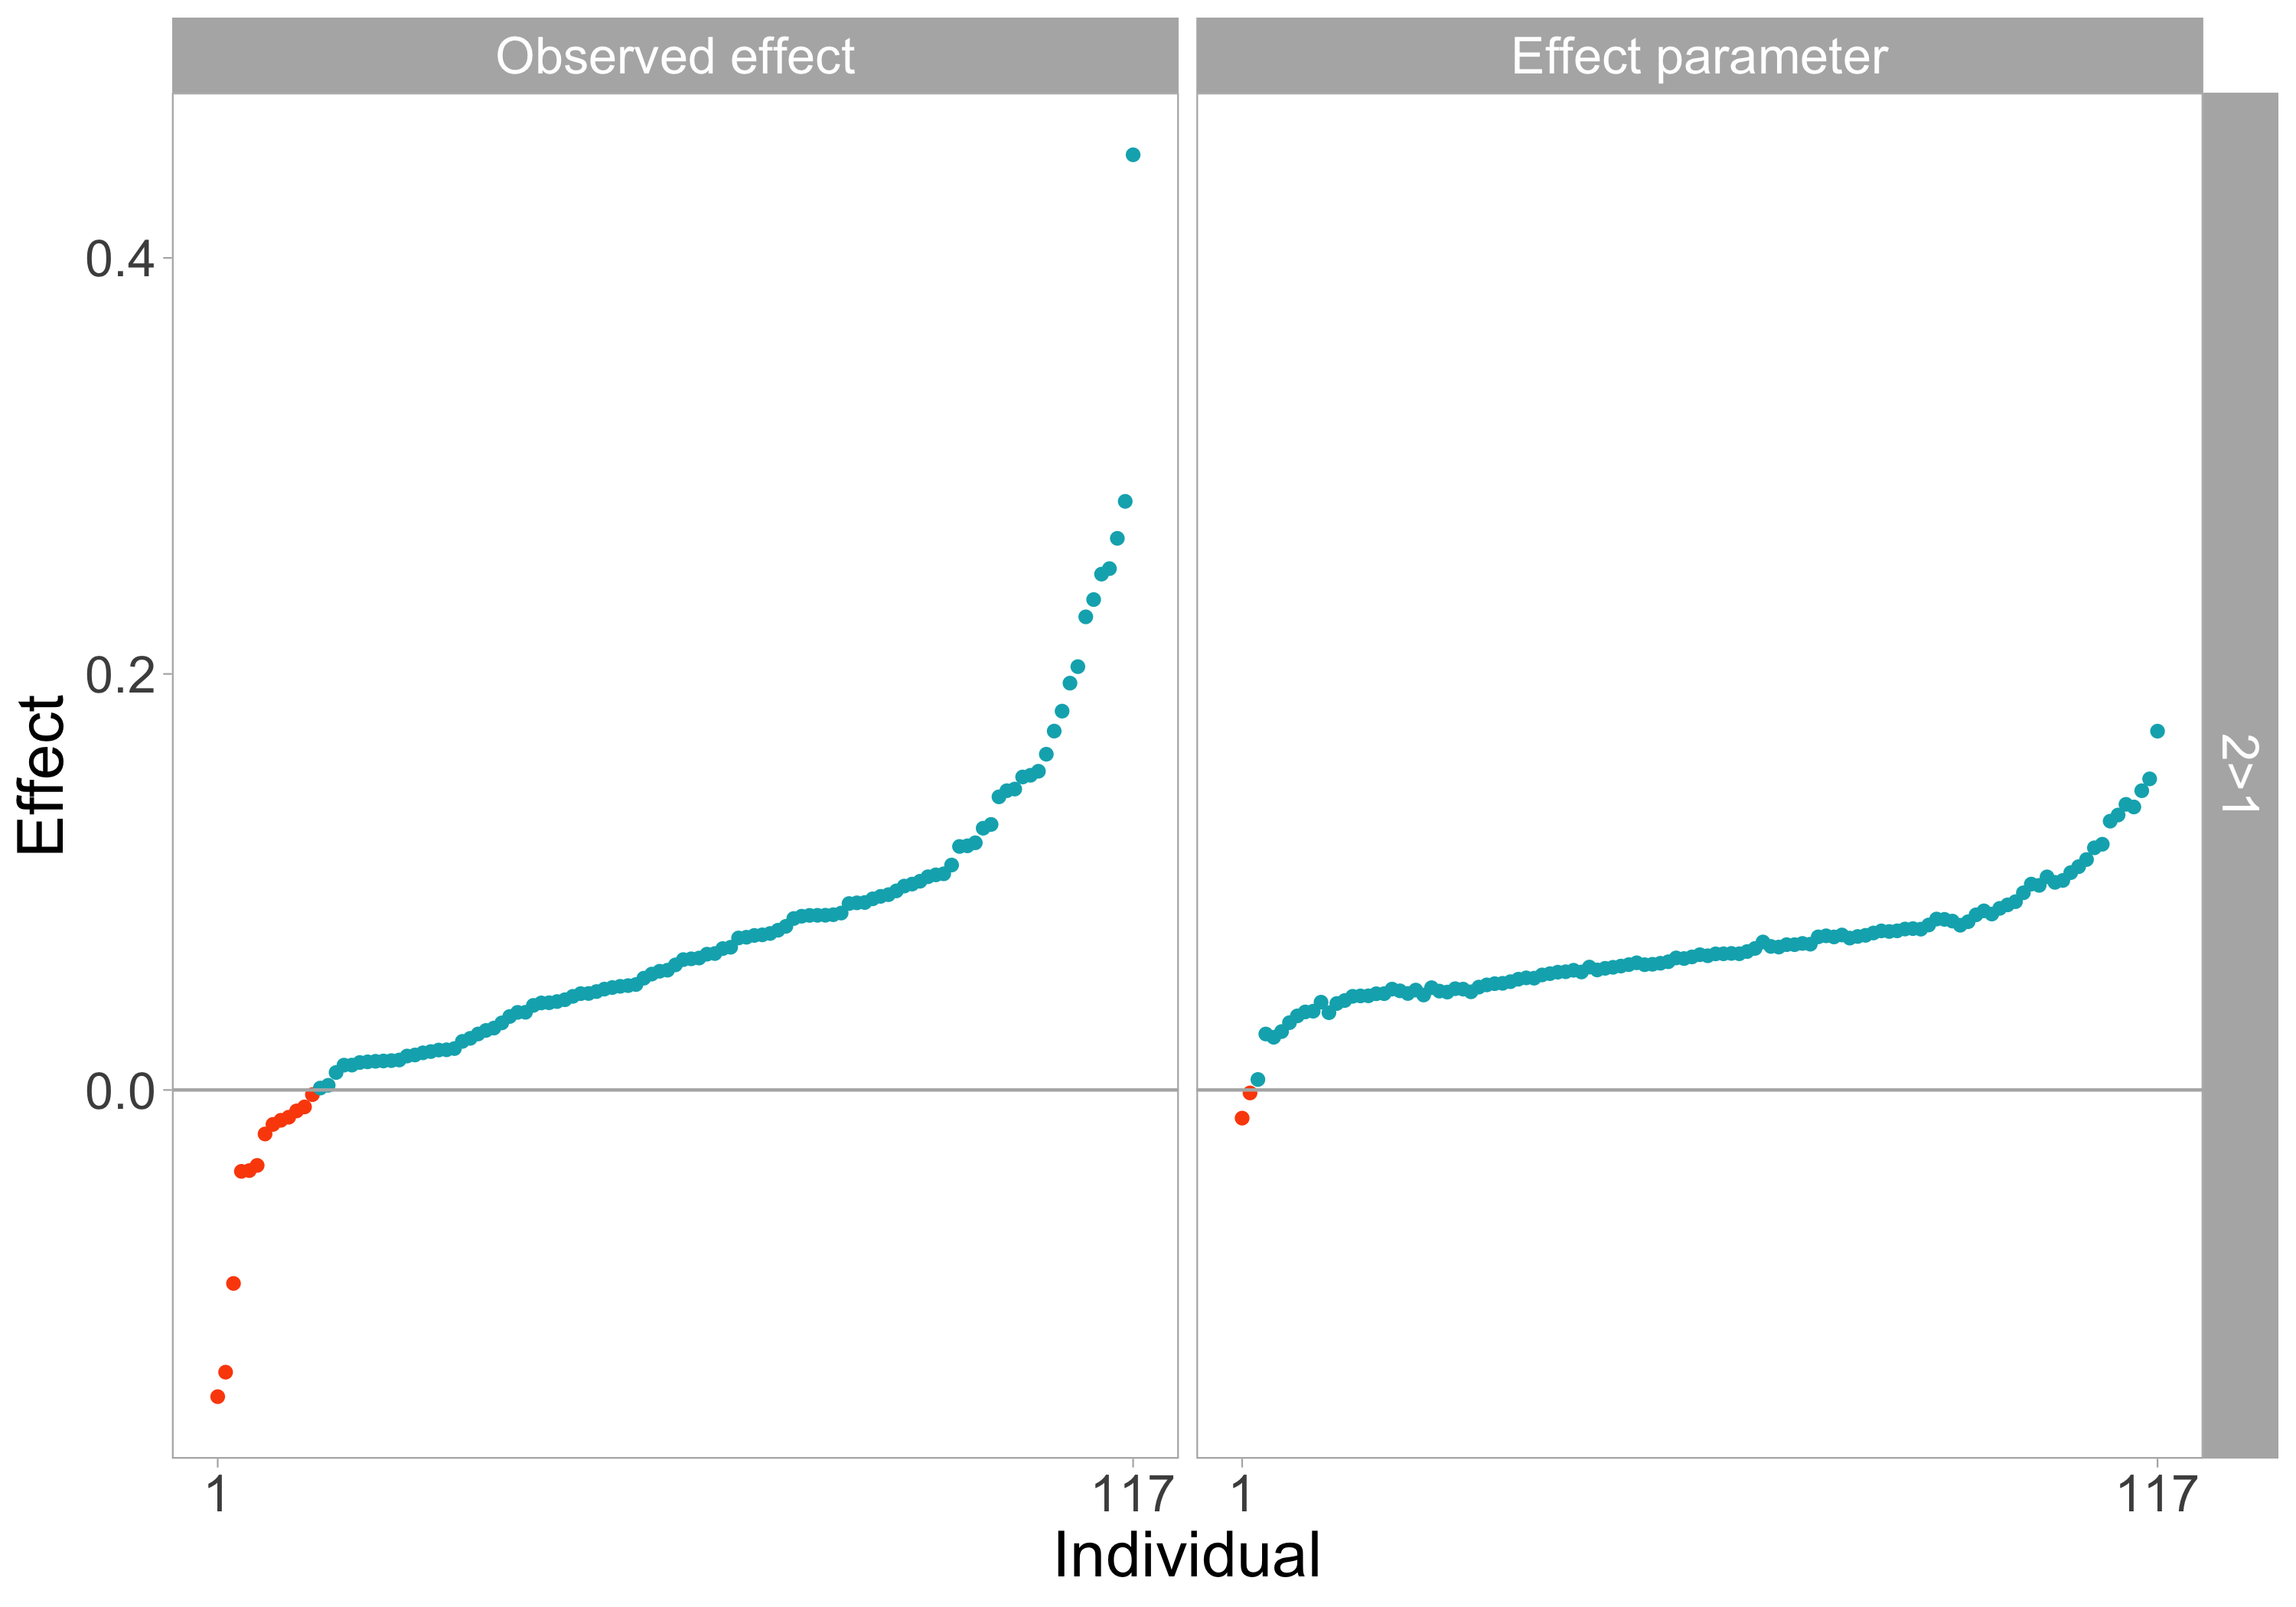 Observed effect
Effect parameter
0.4
0.2
0.0
Effect
2>1
1
117
1
117
Individual